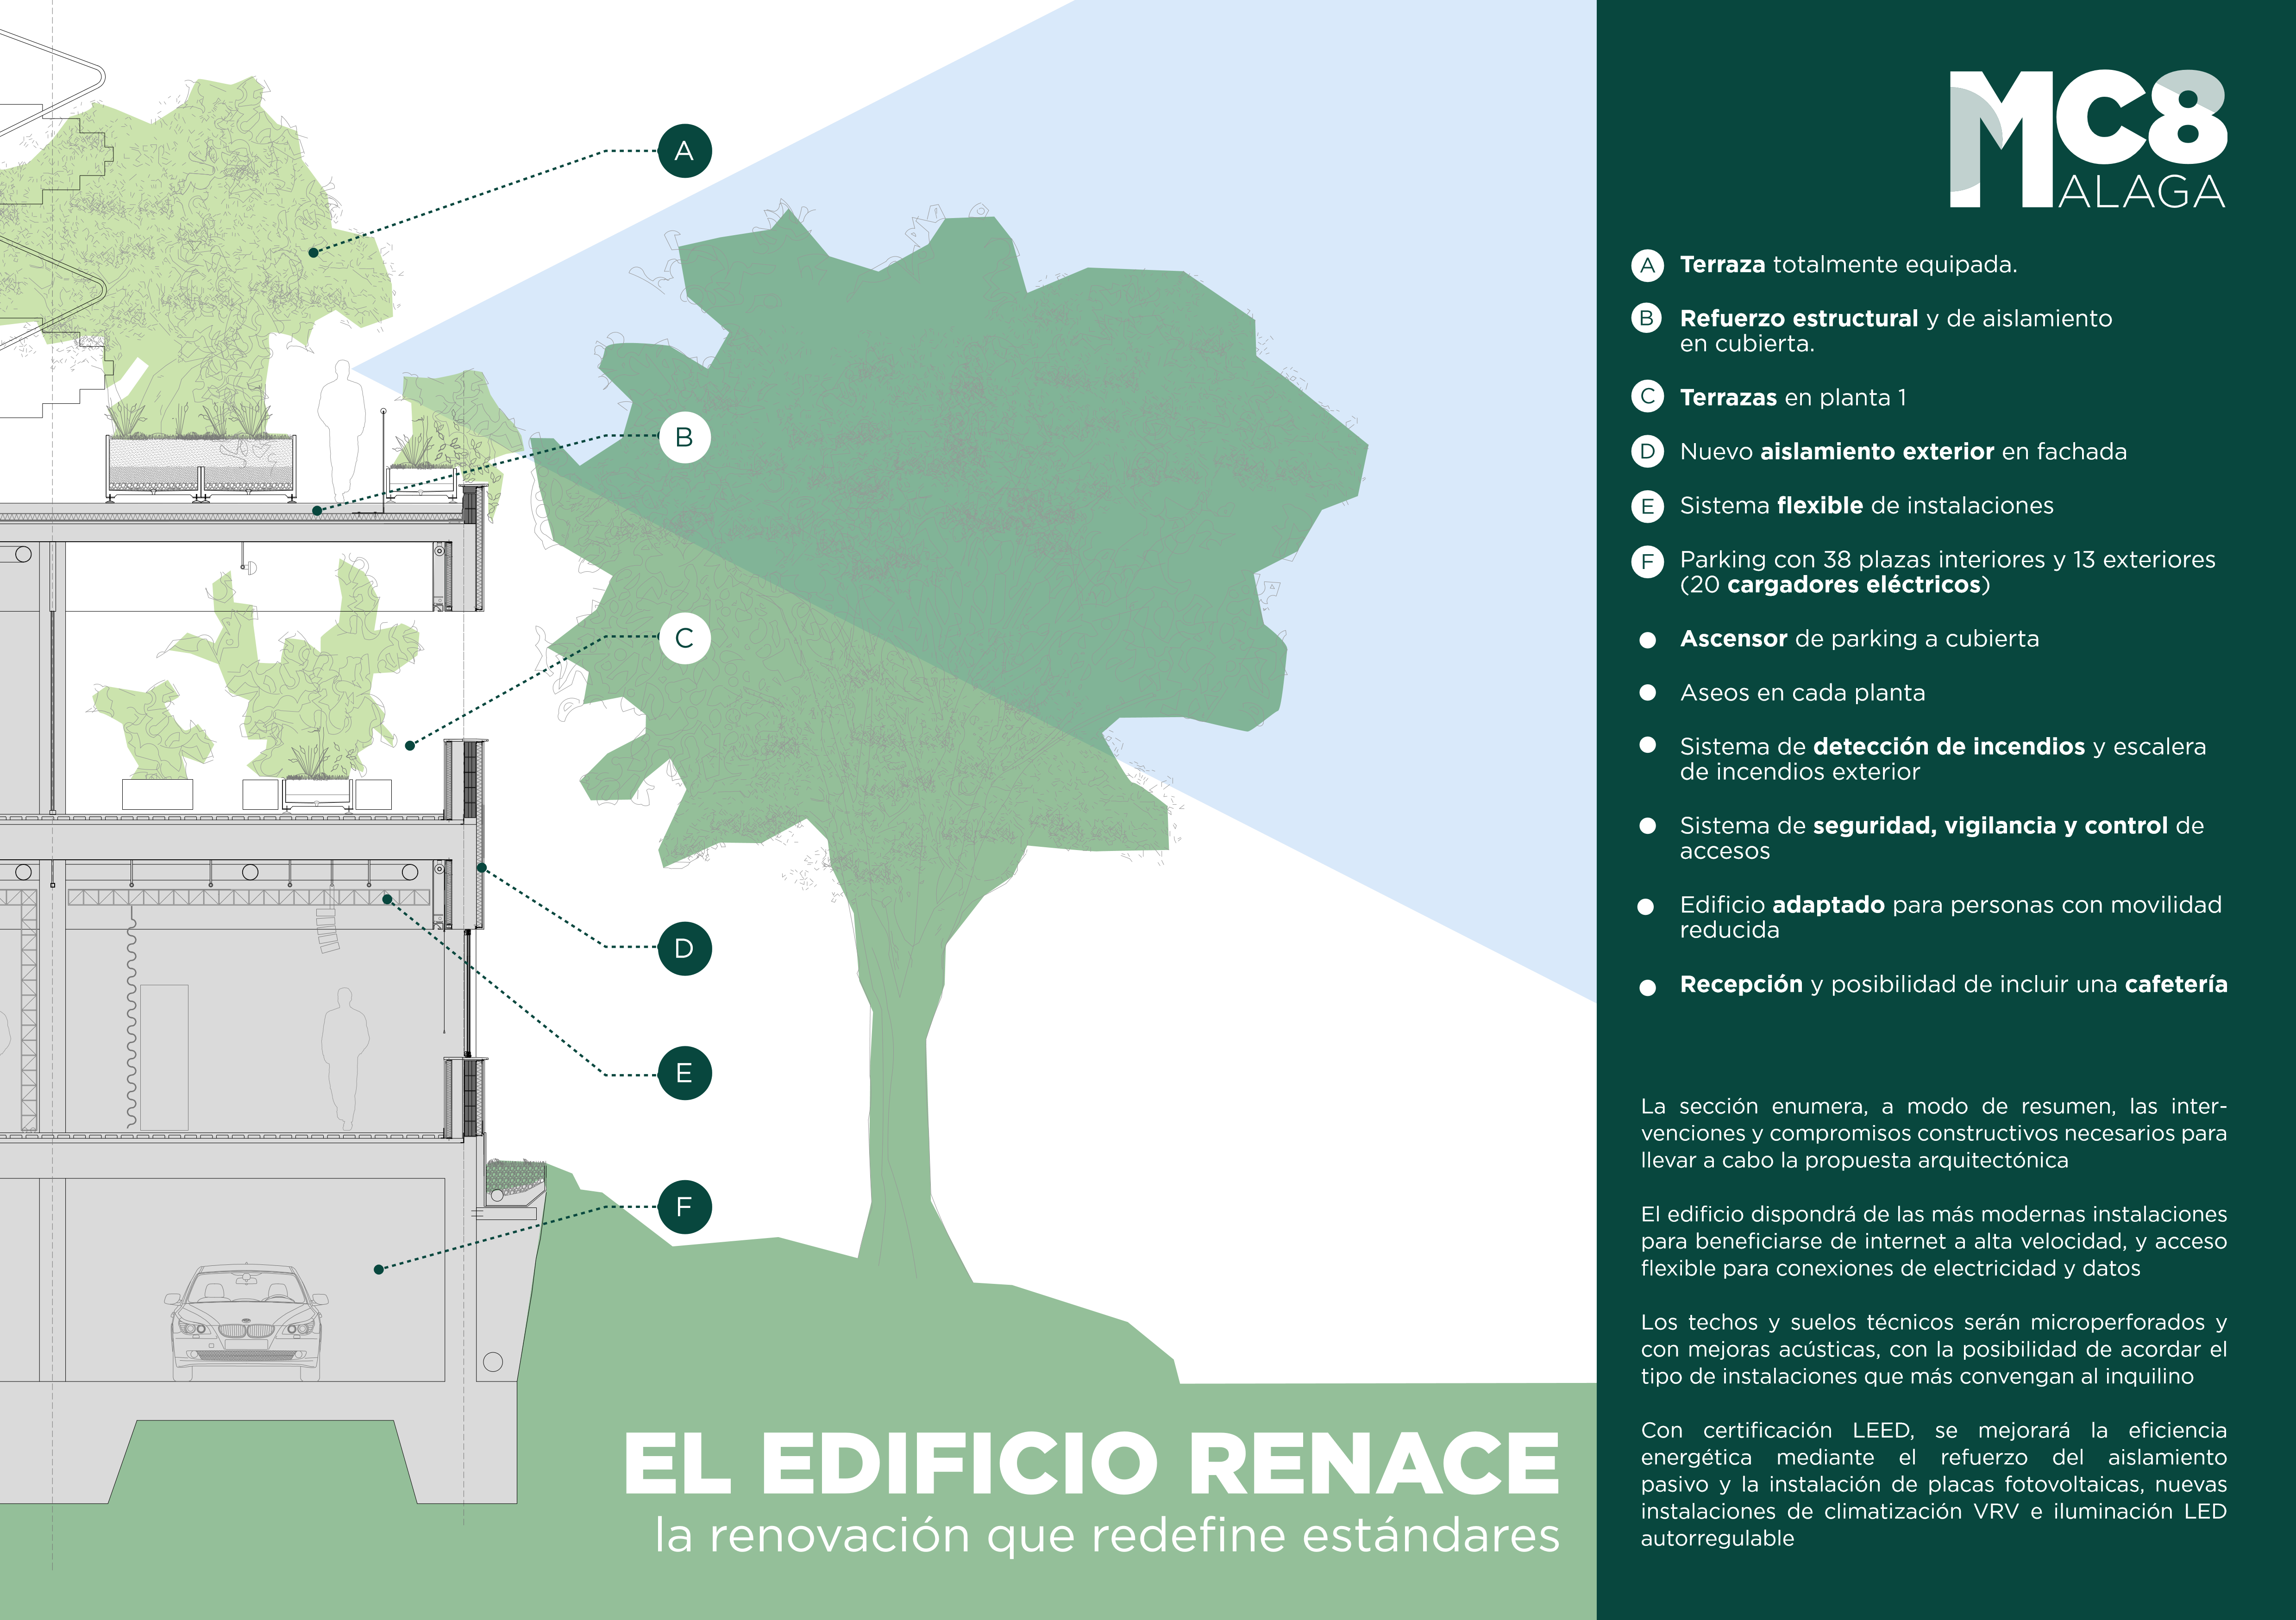 A
B
C
D
E
F
EL EDIFICIO RENACE
la renovación que redefine estándares
MC8
ALAGA
A Terraza totalmente equipada.
B Refuerzo estructural y de aislamiento
en cubierta.
C Terrazas en planta 1
D Nuevo aislamiento exterior en fachada
E Sistema flexible de instalaciones
F Parking con 38 plazas interiores y 13 exteriores
(20 cargadores eléctricos)
Ascensor de parking a cubierta
Aseos en cada planta
Sistema de detección de incendios y escalera
de incendios exterior
Sistema de seguridad, vigilancia y control de
accesos
Edificio adaptado para personas con movilidad
reducida
Recepción y posibilidad de incluir una cafetería
La sección enumera, a modo de resumen, las inter-
venciones y compromisos constructivos necesarios para
llevar a cabo la propuesta arquitectónica
El edificio dispondrá de las más modernas instalaciones
para beneficiarse de internet a alta velocidad, y acceso
flexible para conexiones de electricidad y datos
Los techos y suelos técnicos serán microperforados y
con mejoras acústicas, con la posibilidad de acordar el
tipo de instalaciones que más convengan al inquilino
Con certificación LEED, se mejorará la eficiencia
energética mediante el refuerzo del aislamiento
pasivo y la instalación de placas fotovoltaicas, nuevas
instalaciones de climatización VRV e iluminación LED
autorregulable